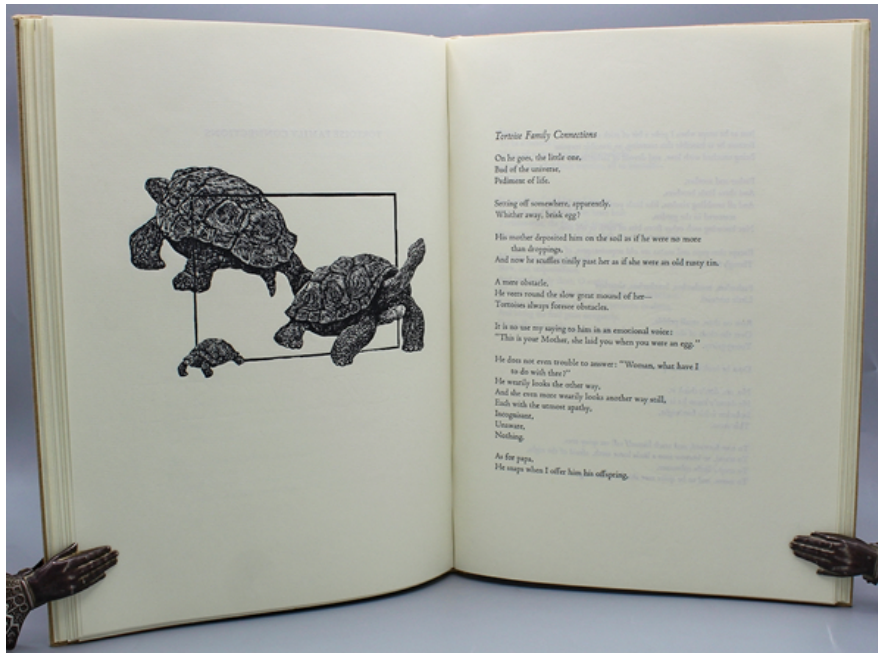 Tortoise Family Connections
On he goes, the little one,
Bud of the universe,
Pediment of life.
Setting off somewhere, apparently.
Whither away, brisk egg?
His mother deposited him on the soil as if he were no more
than droppings,
And now he scuffles tinily past her as if she were an old rusty tin.
A mere obstacle,
He veers round the slow great mound of her—
Tortoises always foresee obstacles.
It is no use my saying to him in an emotional voice:
"This is your Mother, she laid you when you were an egg."
He does not even trouble to answer: "Woman, what have I
to do with thee?"
He wearily looks the other way,
And she even more wearily looks another way still,
Each with the utmost apathy,
Incognisant,
Unaware,
Nothing.
As for papa,
He snaps when I offer him his offspring,